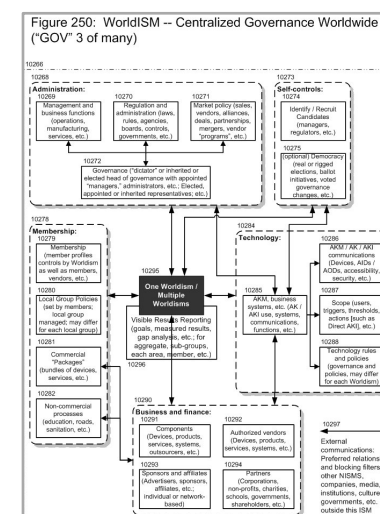 Figure 250: WorldISM -- Centralized Governance Worldwide
("GOV" 3 of many)
10266
10268
Administration:
10269
Management and
business functions
(operations,
manufacturing,
services, etc.)
10270
Regulation and
administration (laws,
rules, agencies,
boards, controls,
governments, etc.)
10271
Market policy (sales,
vendors, alliances,
deals, partnerships,
mergers, vendor
"programs", etc.)
10272
Governance ("dictator" or inherited or
elected head of governance with appointed
"managers," administrators, etc.; Elected,
appointed or inherited representatives; etc.)
10273
Self-controls:
10274
Identify / Recruit
Candidates
(managers,
regulators, etc.)
10275
(optional) Democracy
(real or rigged
elections, ballot
initiatives, voted
governance
changes, etc.)
10278
Membership:
10279
Membership
(member profiles
controls by Worldism
as well as members,
vendors, etc.)
10280
Local Group Policies
(set by members;
local group
managed; may differ
for each local group)
10281
Commercial
"Packages"
(bundles of devices,
services, etc.)
10282
Non-commercial
processes
(education, roads,
sanitation, etc.)
10295
One Worldism /
Multiple
Worldisms
Visible Results Reporting
(goals, measured results,
gap analysis, etc.; for
aggregate, sub-groups,
each area, member, etc.)
10296
10284
Technology:
10285
AKM, business
systems, etc. (AK /
AKI use, systems,
communications,
functions, etc.)
10286
AKM / AK / AKI
communications
(Devices, AIDs /
AODs, accessibility,
security, etc.)
10287
Scope (users,
triggers, thresholds,
actions [such as
Direct AKI], etc.)
10288
Technology rules
and policies
(governance and
policies, may differ
for each Worldism)
10290
Business and finance:
10291
Components
(Devices, products,
services, systems,
outsourcers, etc.)
10292
Authorized vendors
(Devices, products,
services, systems, etc.)
10293
Sponsors and affiliates
(Advertisers, sponsors,
affiliates, etc.;
individual or network-
based)
10294
Partners
(Corporations,
non-profits, charities,
schools, governments,
shareholders, etc.)
10297
External
communications:
Preferred relations
and blocking filters
other NISMS,
companies, media,
institutions, culture
governments, etc.
outside this ISM